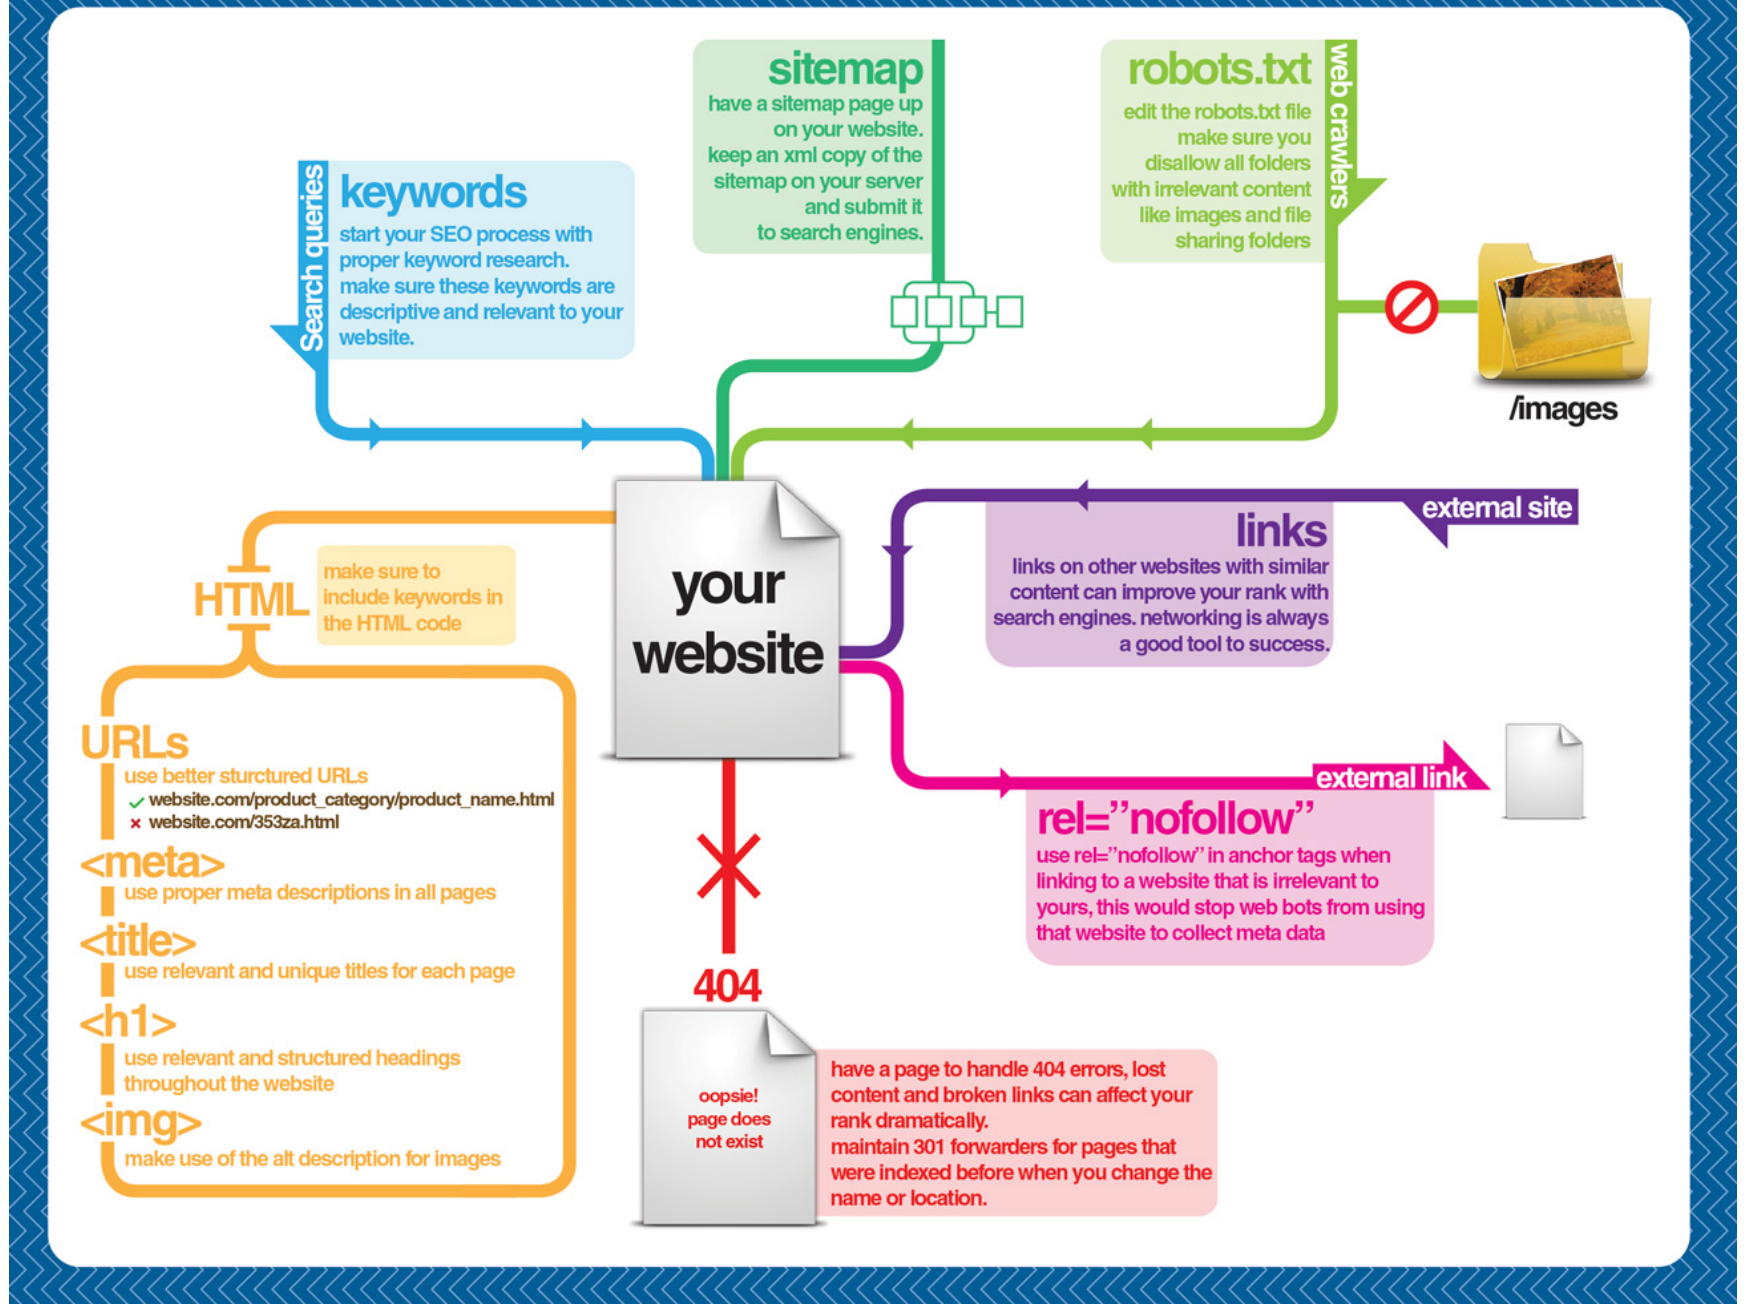 sitemap
have a sitemap page up
on your website.
keep an xml copy of the
sitemap on your server
and submit it
to search engines.
robots.txt
edit the robots.txt file
make sure you
disallow all folders
with irrelevant content
like images and file
sharing folders
web crawlers
/images
Search queries
keywords
start your SEO process with
proper keyword research.
make sure these keywords are
descriptive and relevant to your
website.
your
website
external site
links
links on other websites with similar
content can improve your rank with
search engines. networking is always
a good tool to success.
HTML
make sure to
include keywords in
the HTML code
URLs
use better sturctured URLs
website.com/product_category/product_name.html
website.com/353za.html
<meta>
use proper meta descriptions in all pages
<title>
use relevant and unique titles for each page
<h1>
use relevant and structured headings
throughout the website
<img>
make use of the alt description for images
external link
rel=”nofollow”
use rel=”nofollow” in anchor tags when
linking to a website that is irrelevant to
yours, this would stop web bots from using
that website to collect meta data
404
oopsie!
page does
not exist
have a page to handle 404 errors, lost
content and broken links can affect your
rank dramatically.
maintain 301 forwarders for pages that
were indexed before when you change the
name or location.